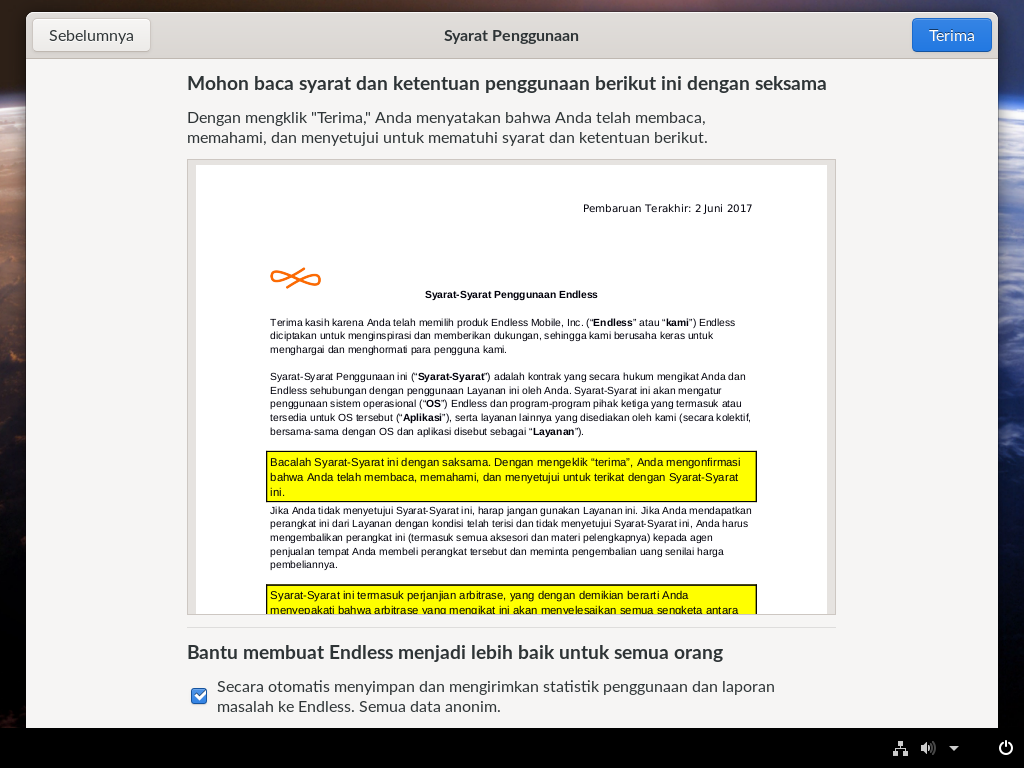 Sebelumnya
Syarat Penggunaan
Terima
Mohon baca syarat dan ketentuan penggunaan berikut ini dengan seksama
Dengan mengklik "Terima," Anda menyatakan bahwa Anda telah membaca,
memahami, dan menyetujui untuk mematuhi syarat dan ketentuan berikut.
Pembaruan Terakhir: 2 Juni 2017
Syarat-Syarat Penggunaan Endless
Terima kasih karena Anda telah memilih produk Endless Mobile, Inc. (“Endless” atau “kami”) Endless
diciptakan untuk menginspirasi dan memberikan dukungan, sehingga kami berusaha keras untuk
menghargai dan menghormati para pengguna kami.
Syarat-Syarat Penggunaan ini (“Syarat-Syarat”) adalah kontrak yang secara hukum mengikat Anda dan
Endless sehubungan dengan penggunaan Layanan ini oleh Anda. Syarat-Syarat ini akan mengatur
penggunaan sistem operasional (“OS”) Endless dan program-program pihak ketiga yang termasuk atau
tersedia untuk OS tersebut (“Aplikasi”), serta layanan lainnya yang disediakan oleh kami (secara kolektif,
bersama-sama dengan OS dan aplikasi disebut sebagai “Layanan”).
Bacalah Syarat-Syarat ini dengan saksama. Dengan mengeklik “terima”, Anda mengonfirmasi
bahwa Anda telah membaca, memahami, dan menyetujui untuk terikat dengan Syarat-Syarat
ini.
Jika Anda tidak menyetujui Syarat-Syarat ini, harap jangan gunakan Layanan ini. Jika Anda mendapatkan
perangkat ini dari Layanan dengan kondisi telah terisi dan tidak menyetujui Syarat-Syarat ini, Anda harus
mengembalikan perangkat ini (termasuk semua aksesori dan materi pelengkapnya) kepada agen
penjualan tempat Anda membeli perangkat tersebut dan meminta pengembalian uang senilai harga
pembeliannya.
Syarat-Syarat ini termasuk perjanjian arbitrase, yang dengan demikian berarti Anda
menyepakati bahwa arbitrase yang mengikat ini akan menyelesaikan semua sengketa antara
Bantu membuat Endless menjadi lebih baik untuk semua orang
Secara otomatis menyimpan dan mengirimkan statistik penggunaan dan laporan
masalah ke Endless. Semua data anonim.